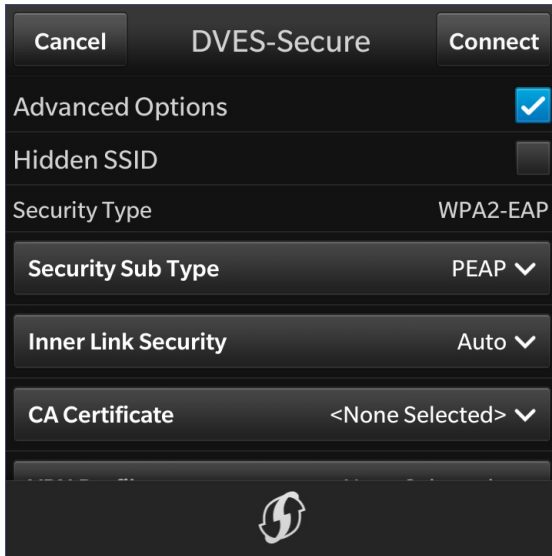 Cancel DVES-Secure Connect
Advanced Options
Hidden SSID
Security Type WPA2-EAP
Security Sub Type PEAP
Inner Link Security Auto
CA Certificate <None Selected>